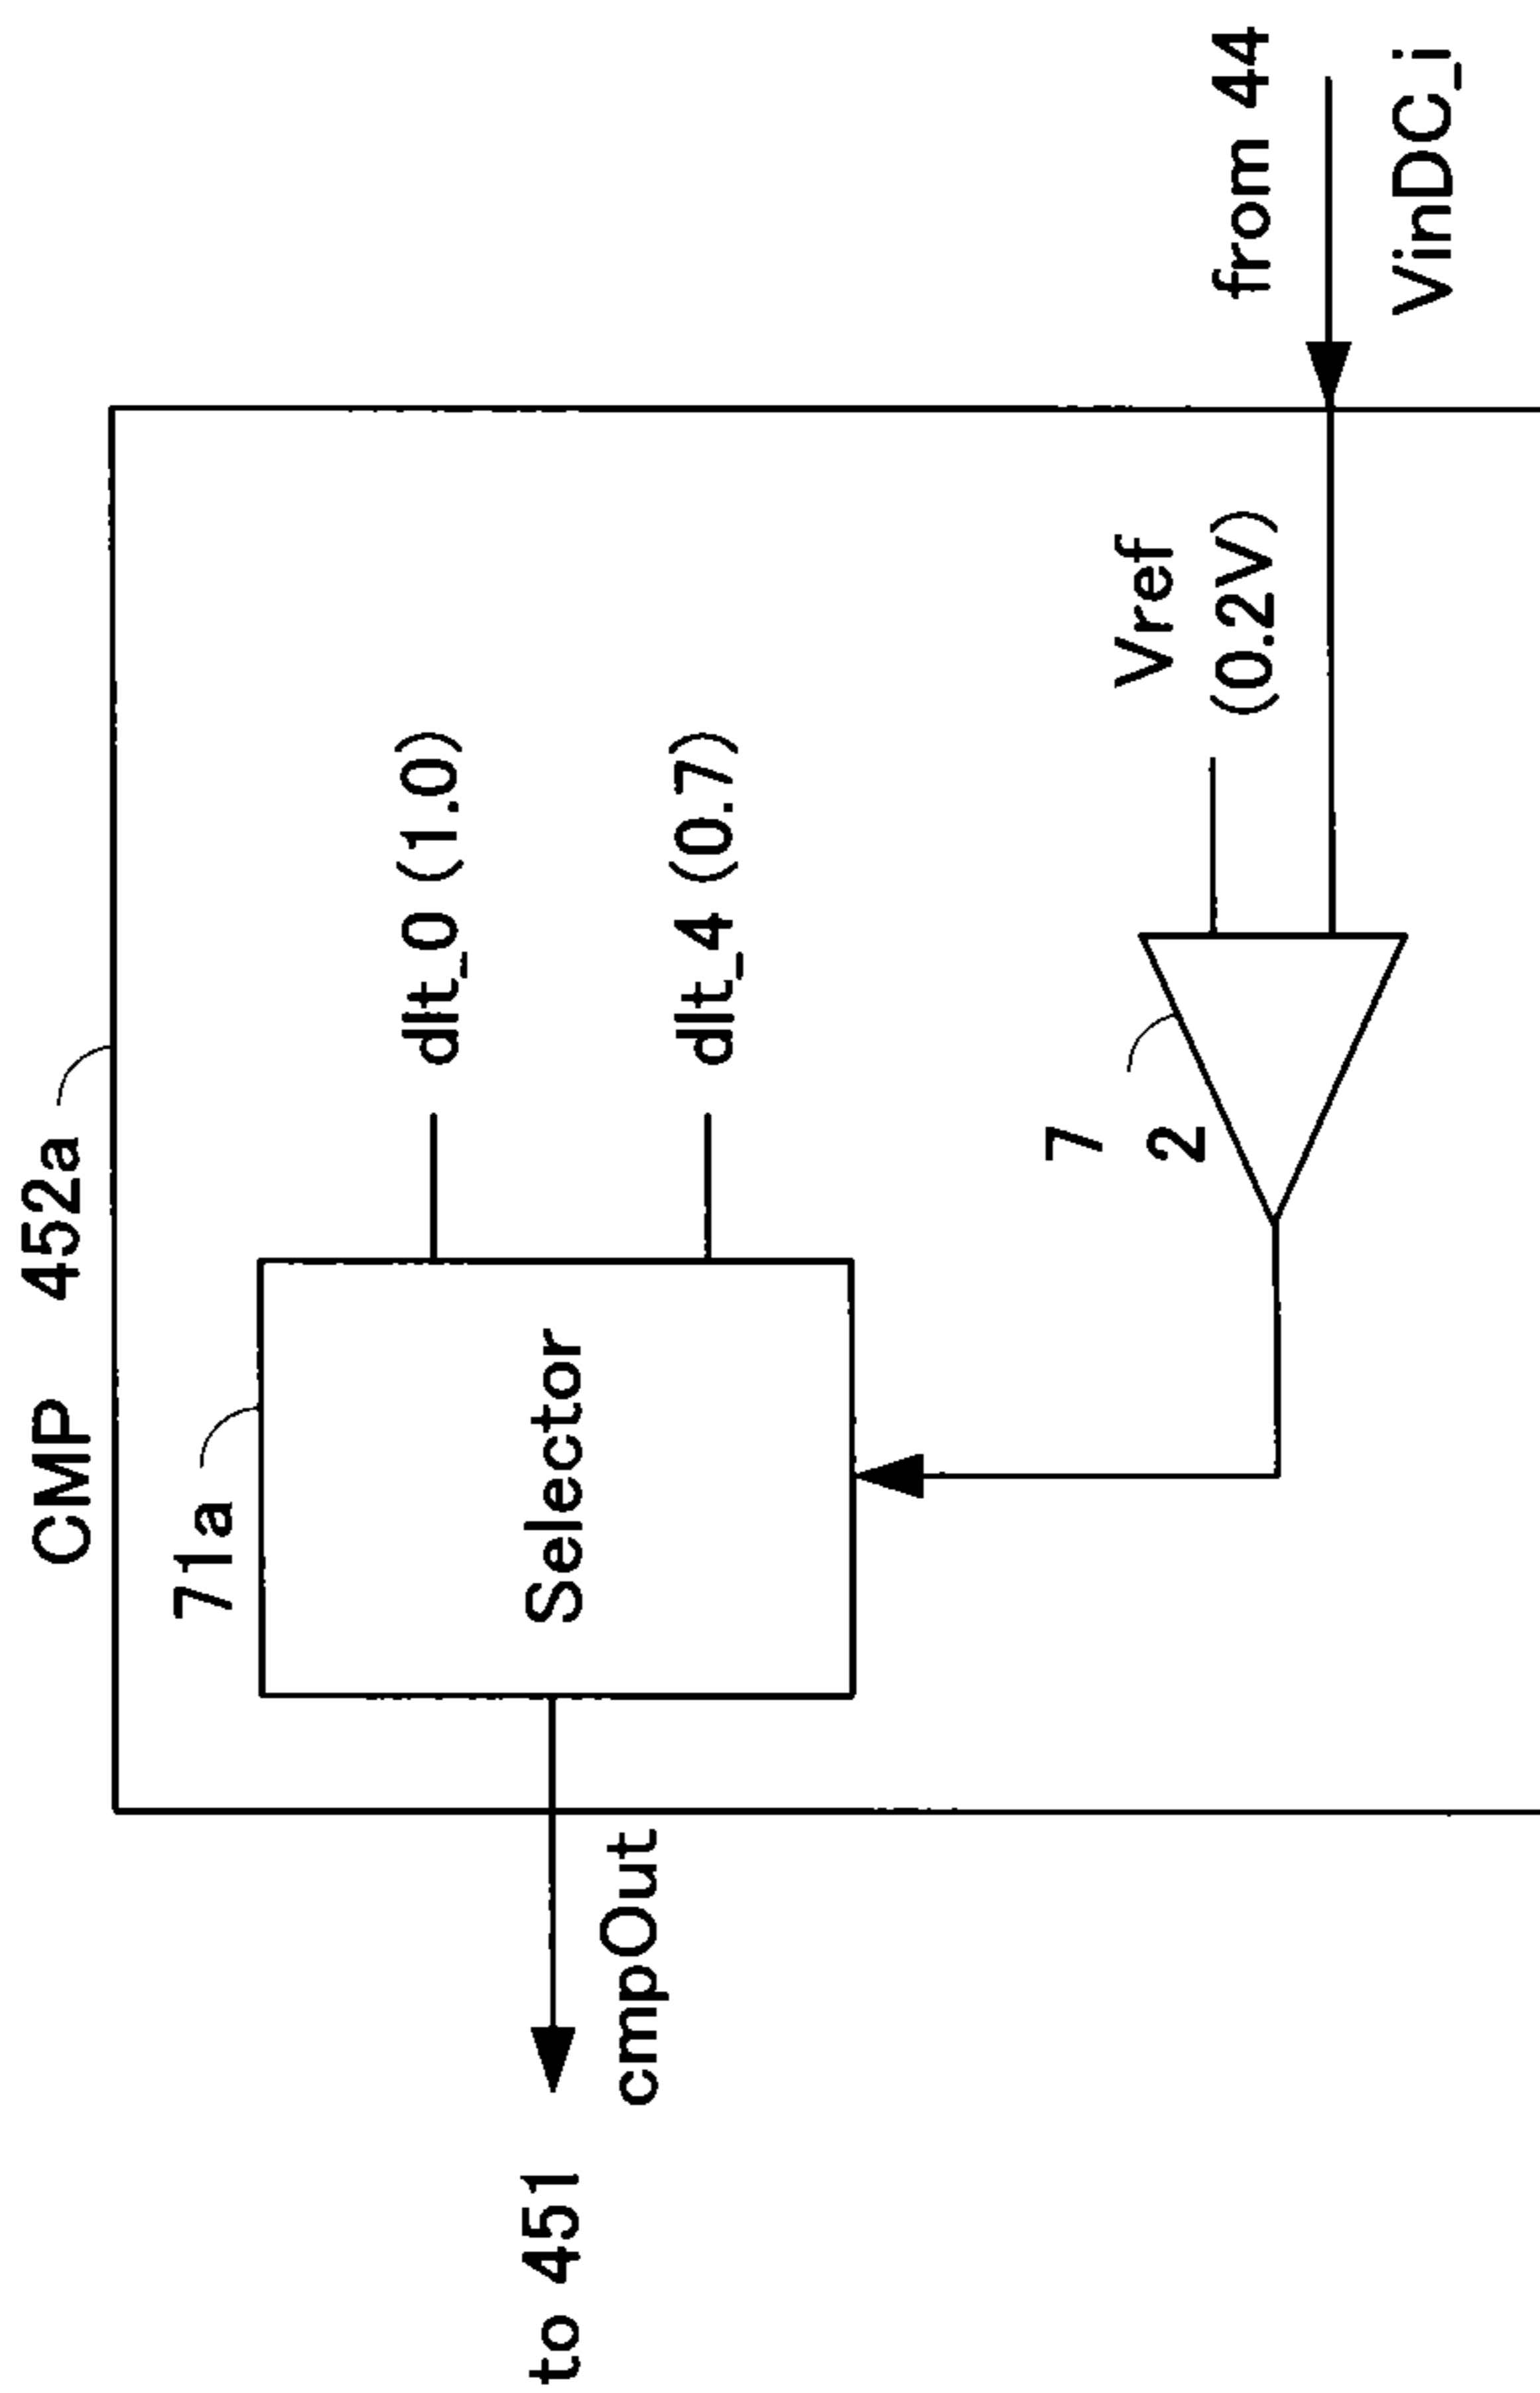 CMP 452a
71a
Selector
dlt_0 (1.0)
dlt_4 (0.7)
to 451
cmpOut
72
Vref
(0.2V)
from 44
VinDC_i